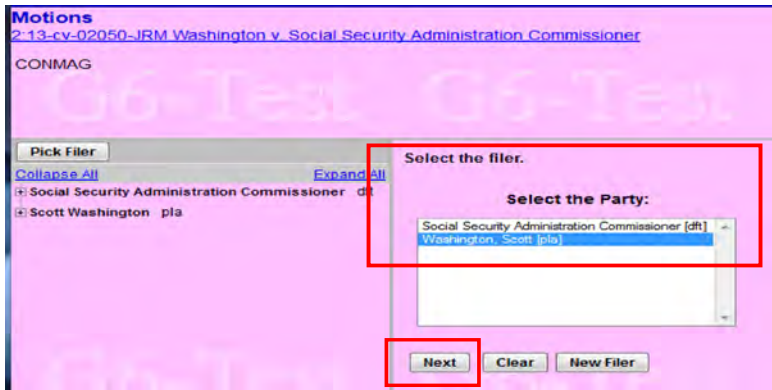 Motions
2:13-cv-02050-JRM Washington v. Social Security Administration Commissioner
CONMAG
G6-Test G6-Test
Pick Filer
Collapse All Expand All
Social Security Administration Commissioner dft
Scott Washington pla
Select the filer.
Select the Party:
Social Security Administration Commissioner [dft]
Washington, Scott [pla]
Next Clear New Filer